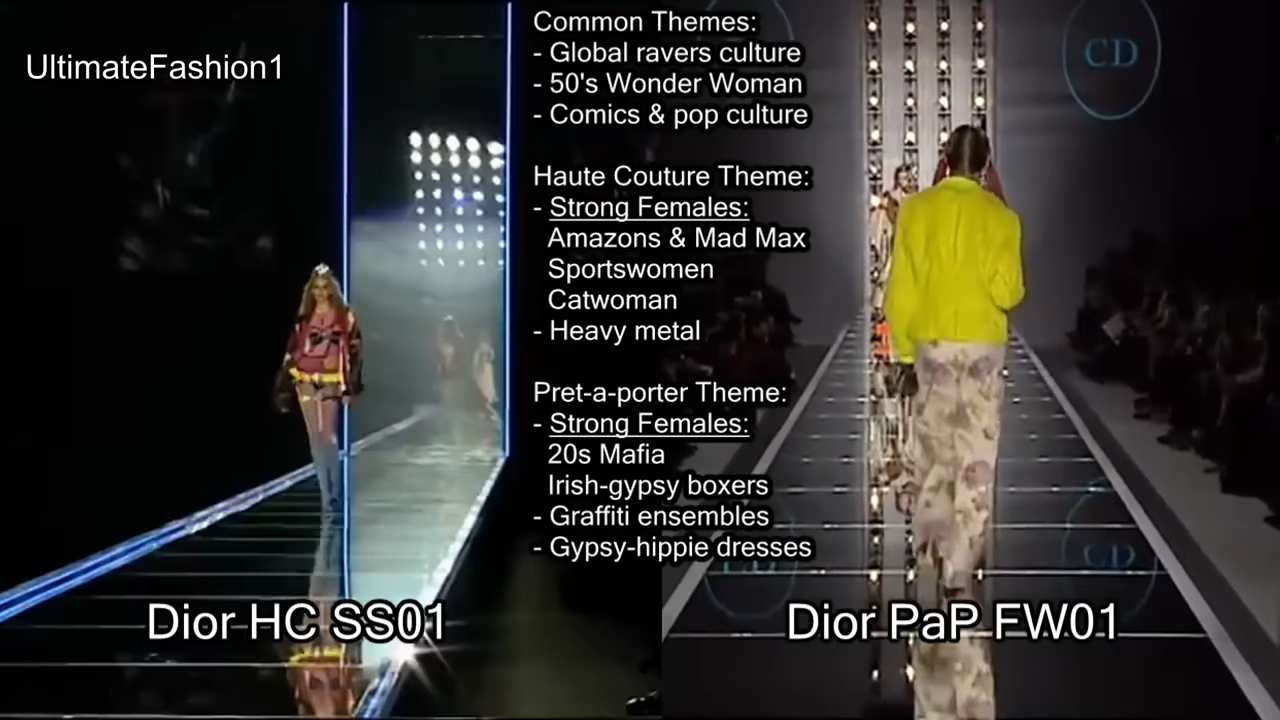 UltimateFashion1
Common Themes:
- Global ravers culture
- 50's Wonder Woman
- Comics & pop culture
Haute Couture Theme:
- Strong Females:
Amazons & Mad Max
Sportswomen
Catwoman
- Heavy metal
Pret-a-porter Theme:
- Strong Females:
20s Mafia
Irish-gypsy boxers
- Graffiti ensembles
- Gypsy-hippie dresses
CD
CD
CD
Dior HC SS01
Dior PaP FW01